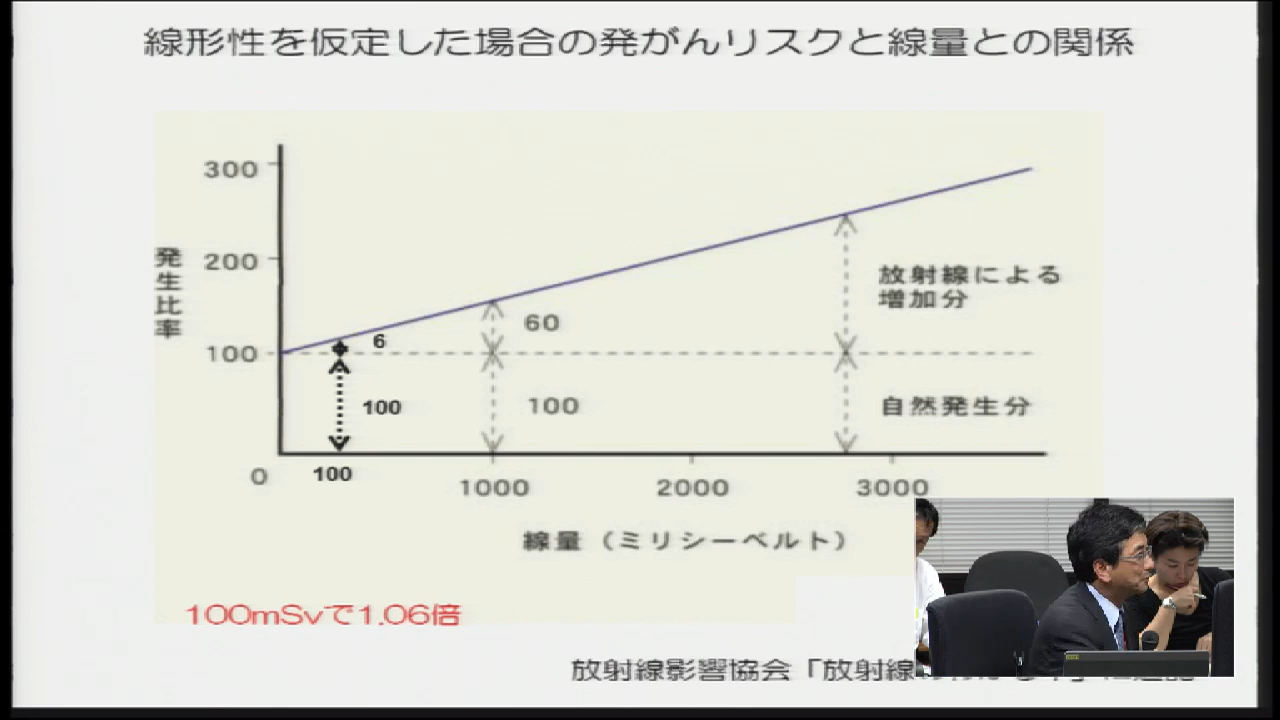 線形性を仮定した場合の発がんリスクと線量との関係
300
200
100
0
発生比率
6
100
100
60
100
放射線による
増加分
自然発生分
1000
2000
3000
線量（ミリシーベルト）
100mSvで1.06倍
放射線影響協会「放射線